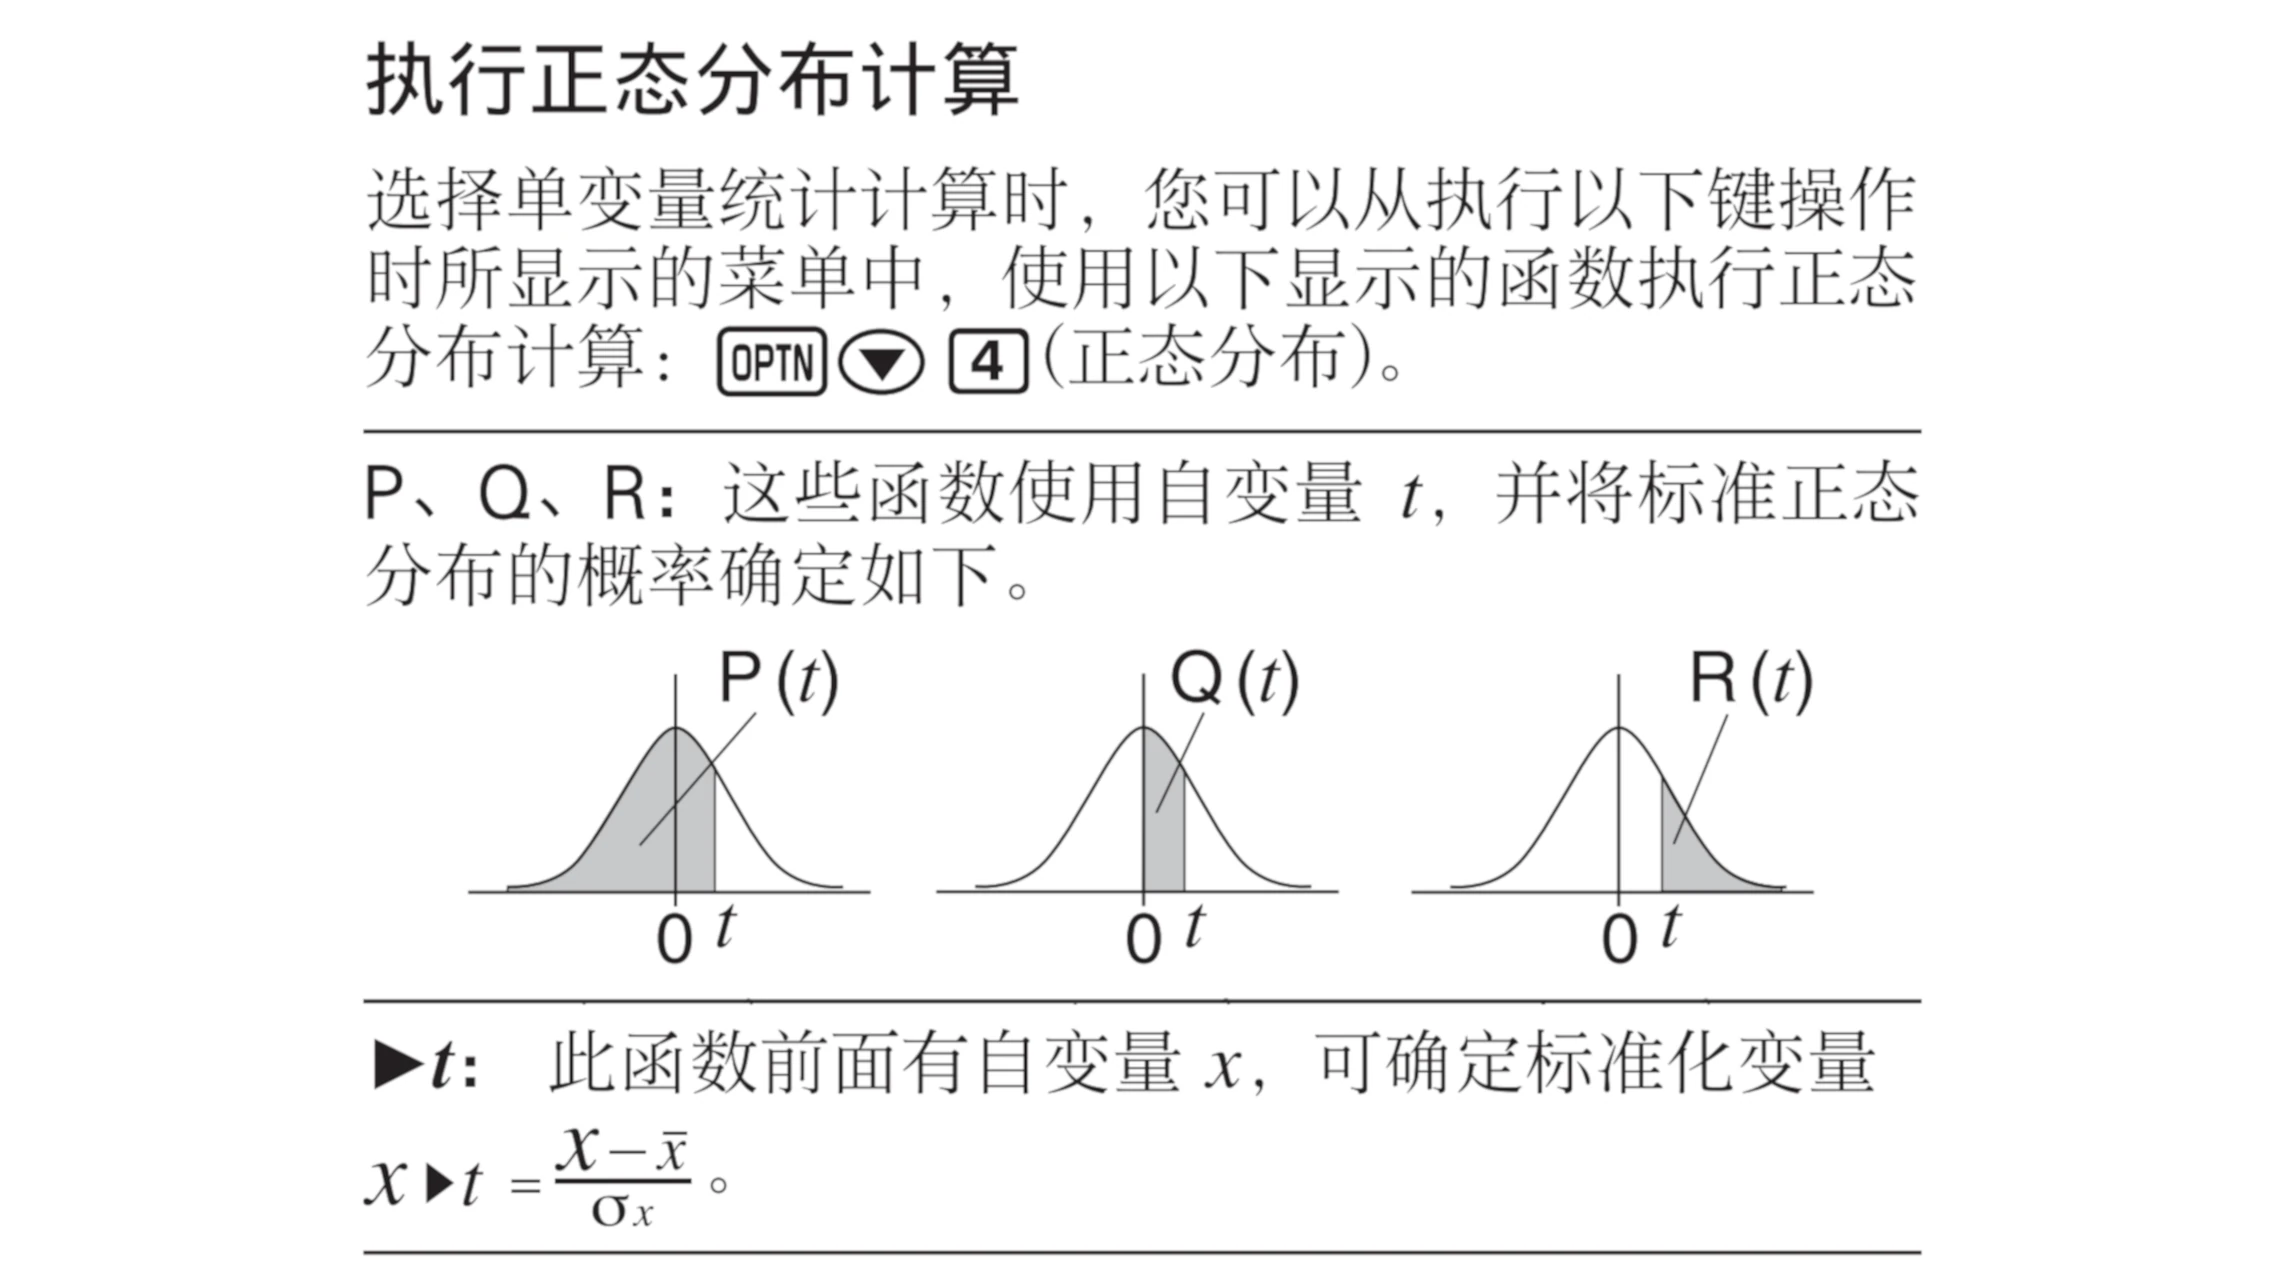 执行正态分布计算
选择单变量统计计算时，您可以从执行以下键操作
时所显示的菜单中，使用以下显示的函数执行正态
分布计算：OPTN▼4(正态分布)。
P、Q、R：这些函数使用自变量 t，并将标准正态
分布的概率确定如下。
P(t) Q(t) R(t)
0 t 0 t 0 t
▶t： 此函数前面有自变量 x，可确定标准化变量
x▶t = (x − x̄)/σx。